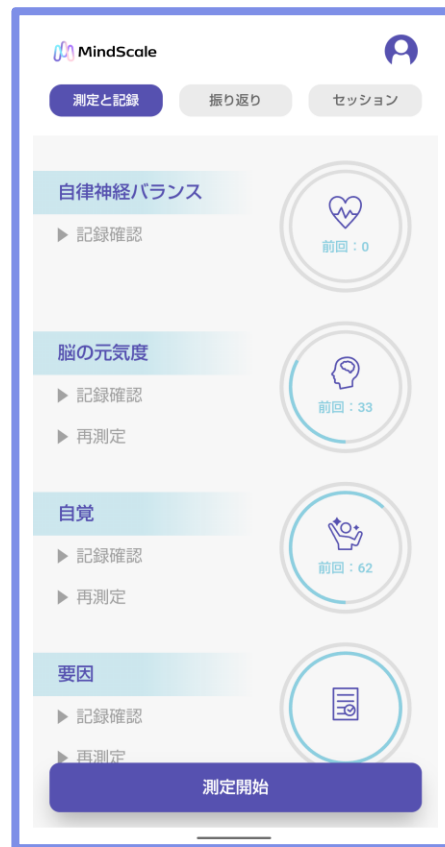 MindScale
測定と記録
振り返り
セッション
自律神経バランス
▶ 記録確認
前回：0
脳の元気度
▶ 記録確認
▶ 再測定
前回：33
自覚
▶ 記録確認
▶ 再測定
前回：62
要因
▶ 記録確認
▶ 再測定
測定開始